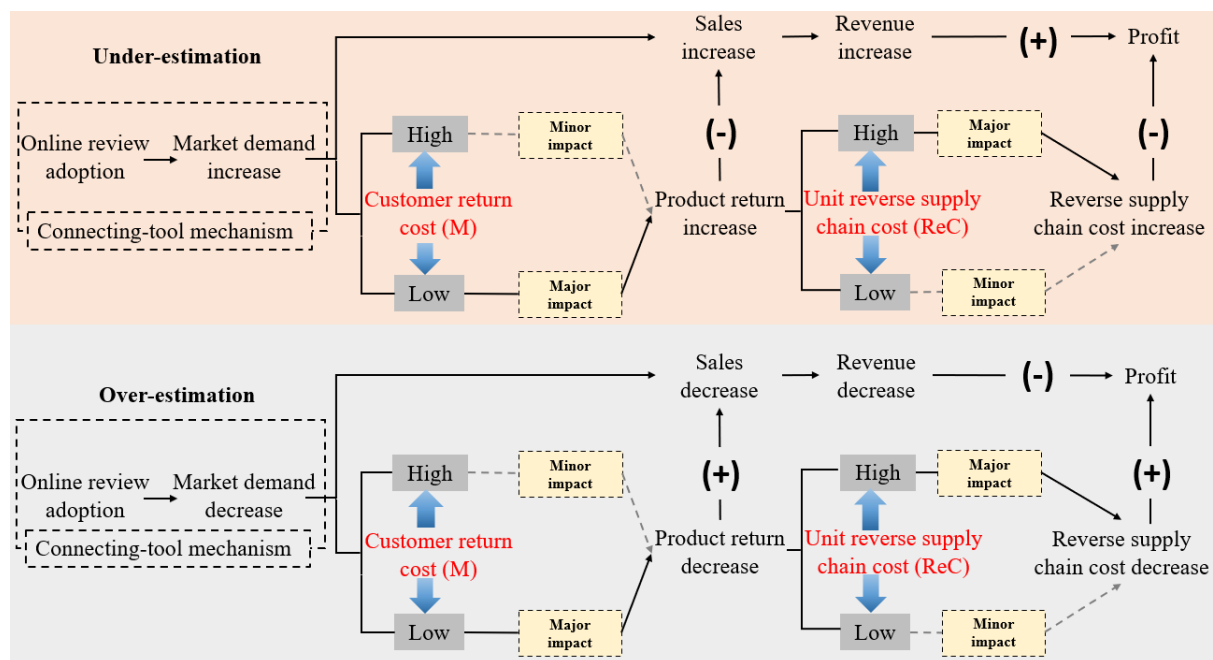 Under-estimation
Online review
adoption
Market demand
increase
Connecting-tool mechanism
High
Customer return
cost (M)
Low
Minor
impact
Major
impact
Sales
increase
(-)
Product return
increase
Revenue
increase
(+)
Profit
High
Unit reverse supply
chain cost (ReC)
Low
Major
impact
Minor
impact
(-)
Reverse supply
chain cost increase
Over-estimation
Online review
adoption
Market demand
decrease
Connecting-tool mechanism
High
Customer return
cost (M)
Low
Minor
impact
Major
impact
Sales
decrease
(+)
Product return
decrease
Revenue
decrease
(-)
Profit
High
Unit reverse supply
chain cost (ReC)
Low
Major
impact
Minor
impact
(+)
Reverse supply
chain cost decrease